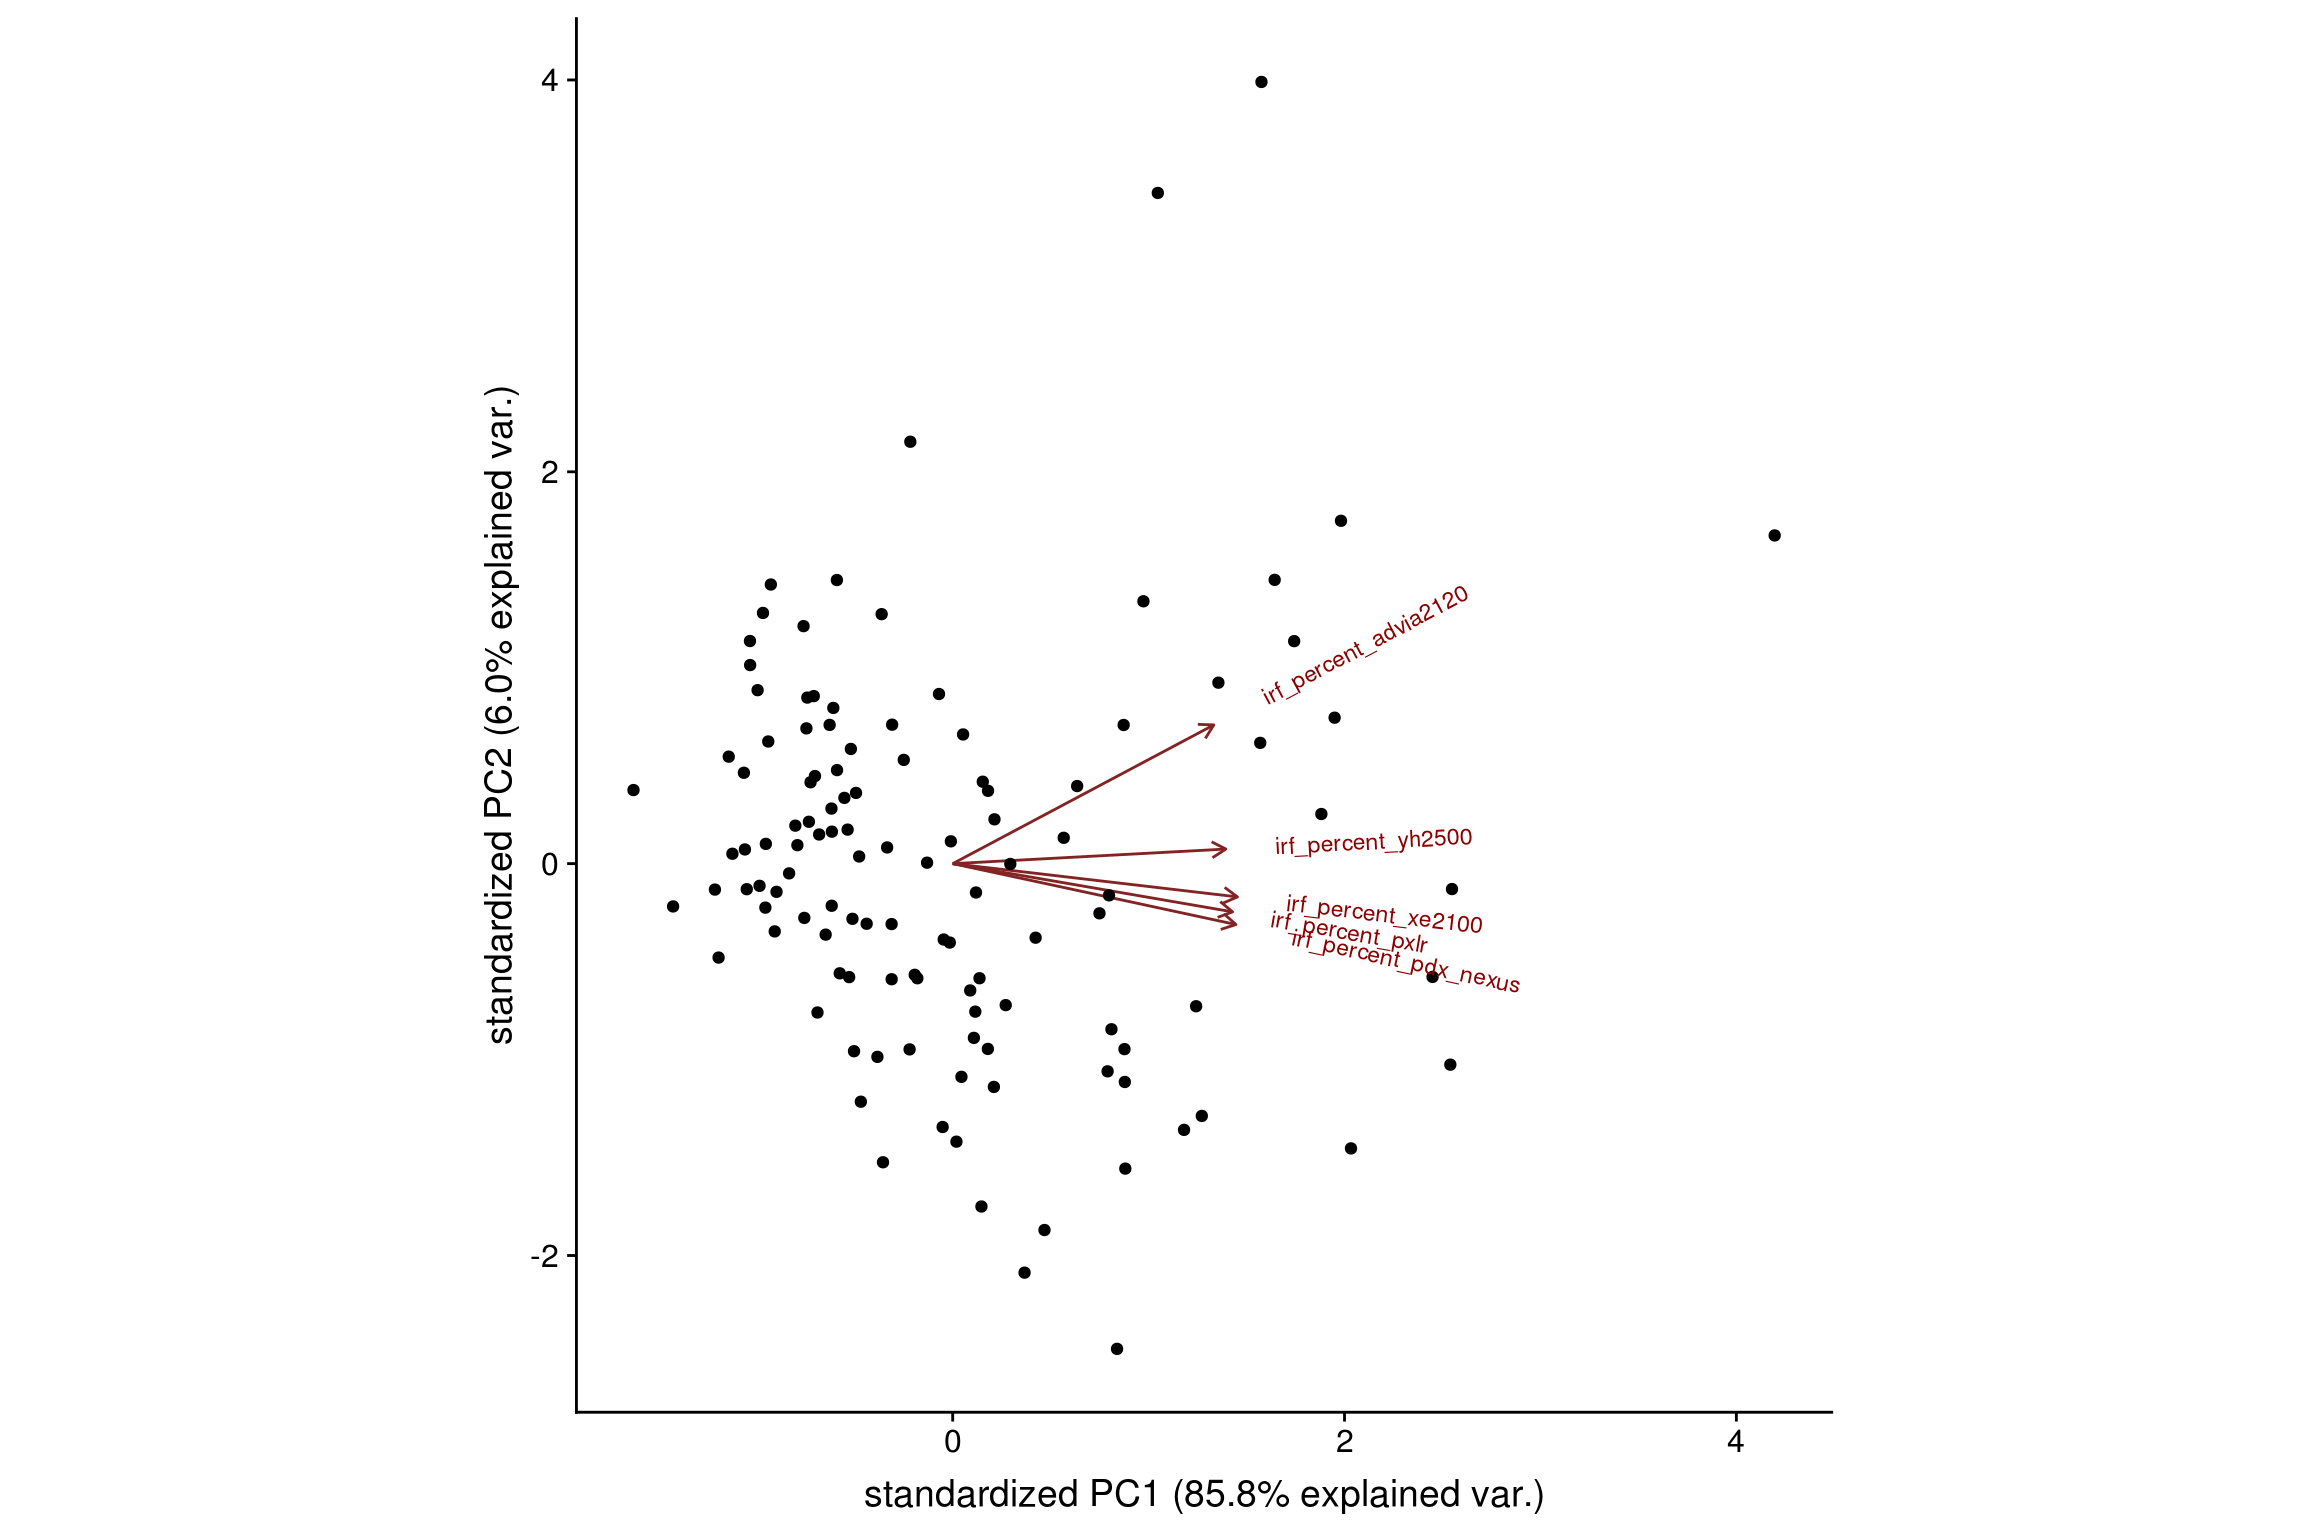 4
2
0
-2
standardized PC2 (6.0% explained var.)
irf_percent_advia2120
irf_percent_yh2500
irf_percent_xe2100
irf_percent_pxlr
irf_percent_pdx_nexus
0
2
4
standardized PC1 (85.8% explained var.)